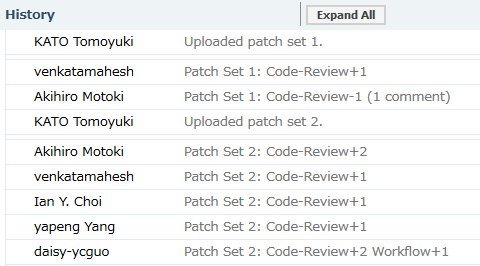 History Expand All
KATO Tomoyuki Uploaded patch set 1.
venkatamahesh Patch Set 1: Code-Review+1
Akihiro Motoki Patch Set 1: Code-Review-1 (1 comment)
KATO Tomoyuki Uploaded patch set 2.
Akihiro Motoki Patch Set 2: Code-Review+2
venkatamahesh Patch Set 2: Code-Review+1
Ian Y. Choi Patch Set 2: Code-Review+1
yapeng Yang Patch Set 2: Code-Review+1
daisy-ycguo Patch Set 2: Code-Review+2 Workflow+1